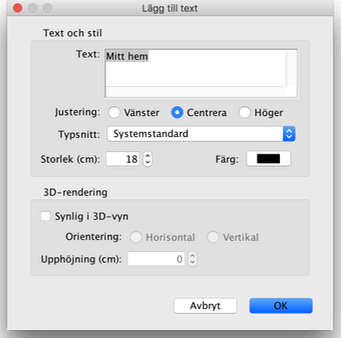 Lägg till text
Text och stil
Text: Mitt hem
Justering: Vänster Centrera Höger
Typsnitt: Systemstandard
Storlek (cm): 18 Färg:
3D-rendering
Synlig i 3D-vyn
Orientering: Horisontal Vertikal
Upphöjning (cm): 0
Avbryt OK